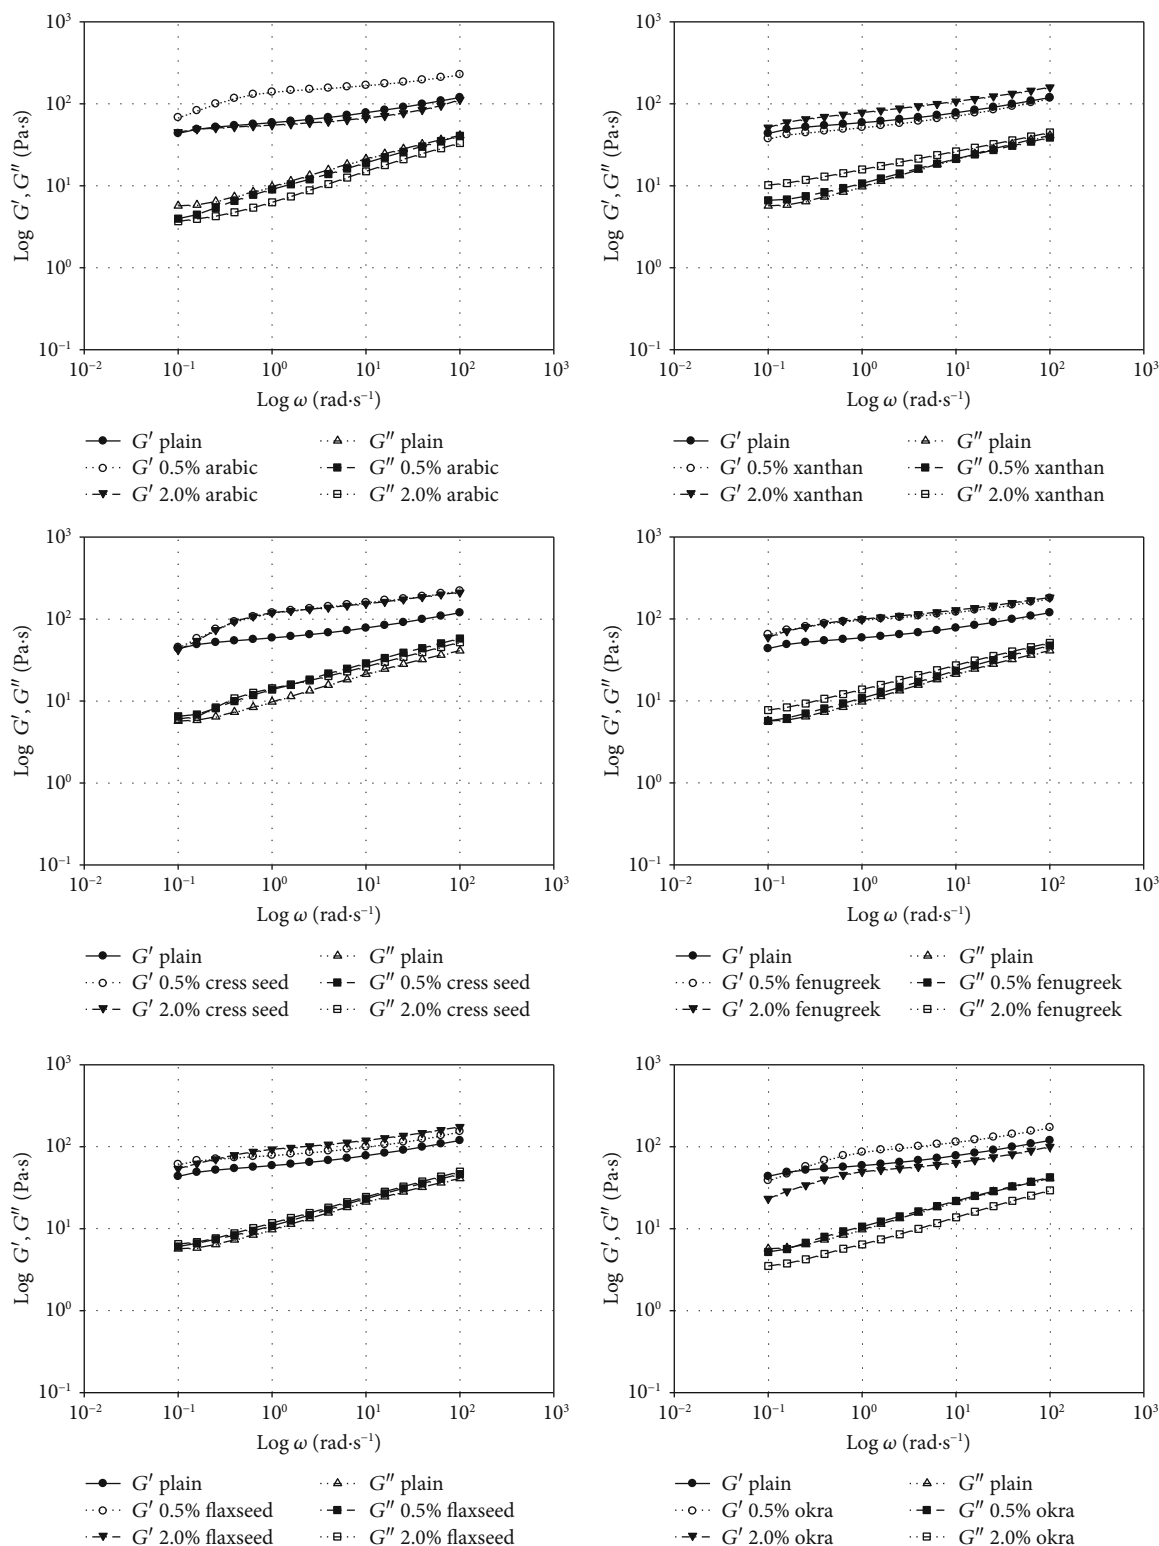 10³ 10³
10² 10²
10¹ 10¹
10⁰ 10⁰
10⁻¹ 10⁻¹
Log G′, G″ (Pa·s) Log G′, G″ (Pa·s)
10⁻² 10⁻¹ 10⁰ 10¹ 10² 10³ 10⁻² 10⁻¹ 10⁰ 10¹ 10² 10³
Log ω (rad·s⁻¹) Log ω (rad·s⁻¹)
G′ plain G″ plain G′ plain G″ plain
G′ 0.5% arabic G″ 0.5% arabic G′ 0.5% xanthan G″ 0.5% xanthan
G′ 2.0% arabic G″ 2.0% arabic G′ 2.0% xanthan G″ 2.0% xanthan
10³ 10³
10² 10²
10¹ 10¹
10⁰ 10⁰
10⁻¹ 10⁻¹
Log G′, G″ (Pa·s) Log G′, G″ (Pa·s)
10⁻² 10⁻¹ 10⁰ 10¹ 10² 10³ 10⁻² 10⁻¹ 10⁰ 10¹ 10² 10³
Log ω (rad·s⁻¹) Log ω (rad·s⁻¹)
G′ plain G″ plain G′ plain G″ plain
G′ 0.5% cress seed G″ 0.5% cress seed G′ 0.5% fenugreek G″ 0.5% fenugreek
G′ 2.0% cress seed G″ 2.0% cress seed G′ 2.0% fenugreek G″ 2.0% fenugreek
10³ 10³
10² 10²
10¹ 10¹
10⁰ 10⁰
10⁻¹ 10⁻¹
Log G′, G″ (Pa·s) Log G′, G″ (Pa·s)
10⁻² 10⁻¹ 10⁰ 10¹ 10² 10³ 10⁻² 10⁻¹ 10⁰ 10¹ 10² 10³
Log ω (rad·s⁻¹) Log ω (rad·s⁻¹)
G′ plain G″ plain G′ plain G″ plain
G′ 0.5% flaxseed G″ 0.5% flaxseed G′ 0.5% okra G″ 0.5% okra
G′ 2.0% flaxseed G″ 2.0% flaxseed G′ 2.0% okra G″ 2.0% okra